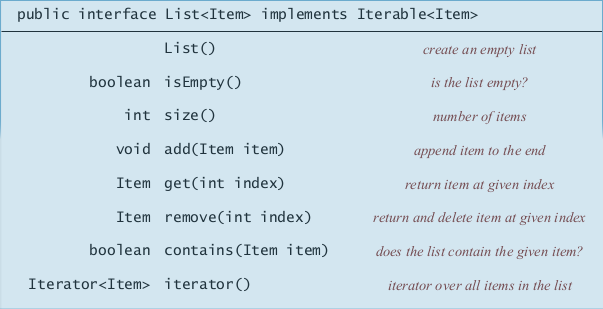 public interface List<Item> implements Iterable<Item>
List() create an empty list
boolean isEmpty() is the list empty?
int size() number of items
void add(Item item) append item to the end
Item get(int index) return item at given index
Item remove(int index) return and delete item at given index
boolean contains(Item item) does the list contain the given item?
Iterator<Item> iterator() iterator over all items in the list